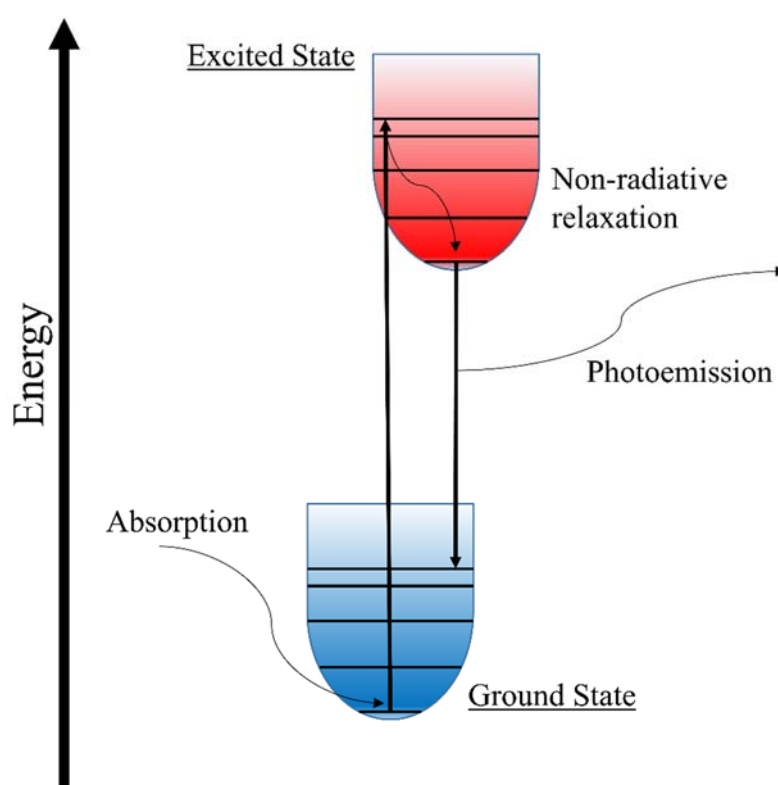 Excited State
Non-radiative
relaxation
Energy
Photoemission
Absorption
Ground State